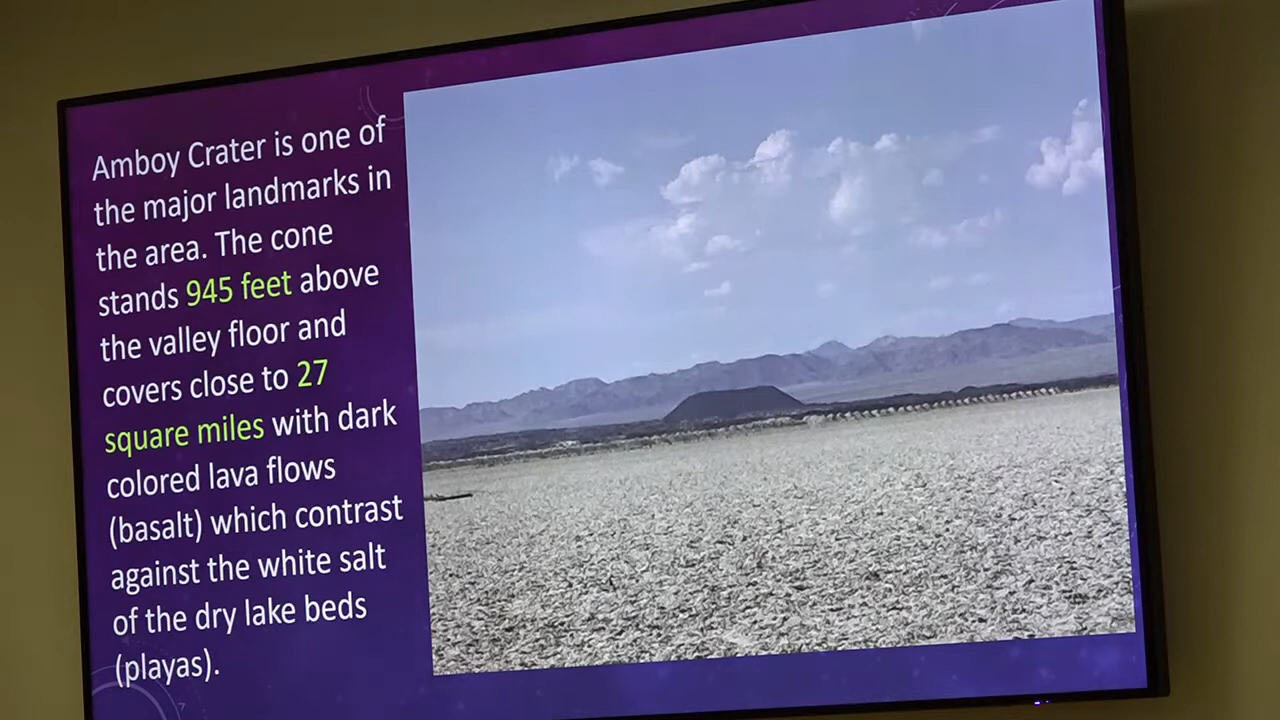 Amboy Crater is one of
the major landmarks in
the area. The cone
stands 945 feet above
the valley floor and
covers close to 27
square miles with dark
colored lava flows
(basalt) which contrast
against the white salt
of the dry lake beds
(playas).
7